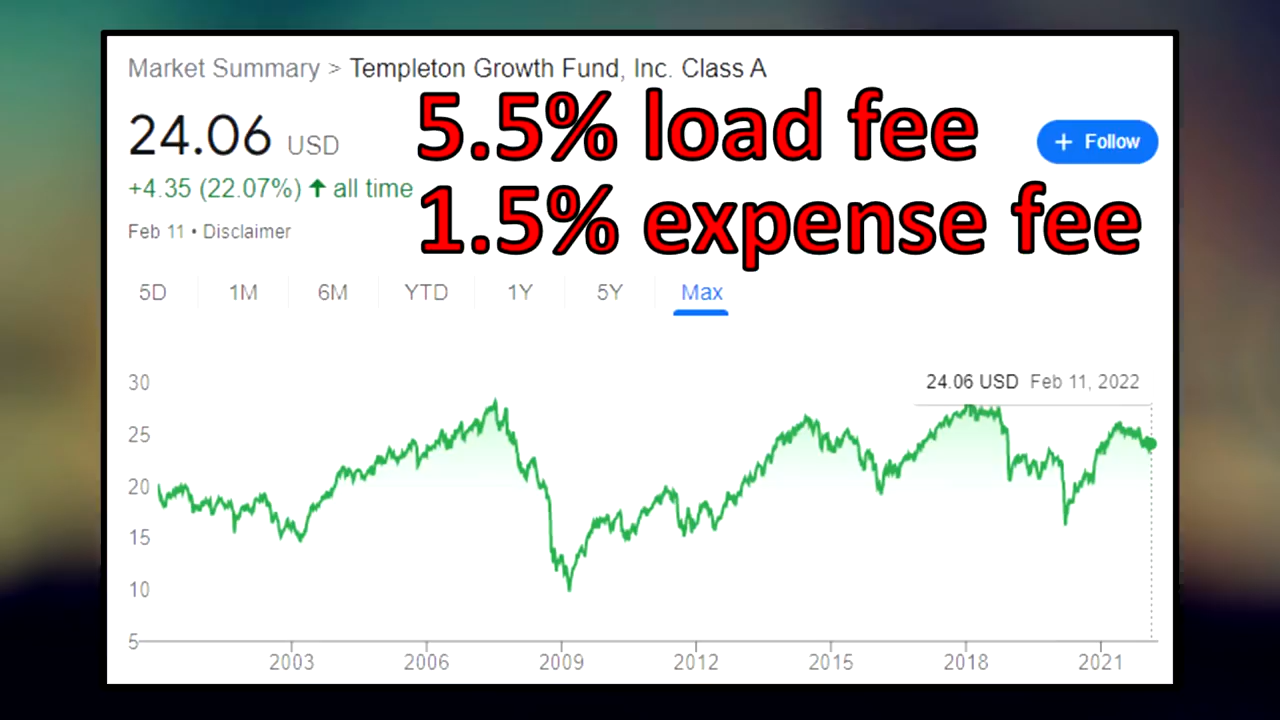 Market Summary > Templeton Growth Fund, Inc. Class A
24.06 USD
5.5% load fee
+ Follow
+4.35 (22.07%) ↑ all time
1.5% expense fee
Feb 11 • Disclaimer
5D 1M 6M YTD 1Y 5Y Max
24.06 USD Feb 11, 2022
30
25
20
15
10
5
2003 2006 2009 2012 2015 2018 2021